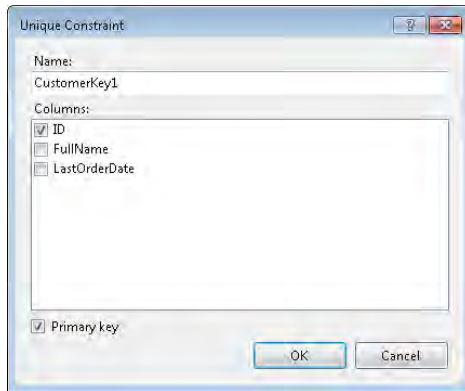 Unique Constraint
Name:
CustomerKey1
Columns:
ID
FullName
LastOrderDate
Primary key
OK Cancel